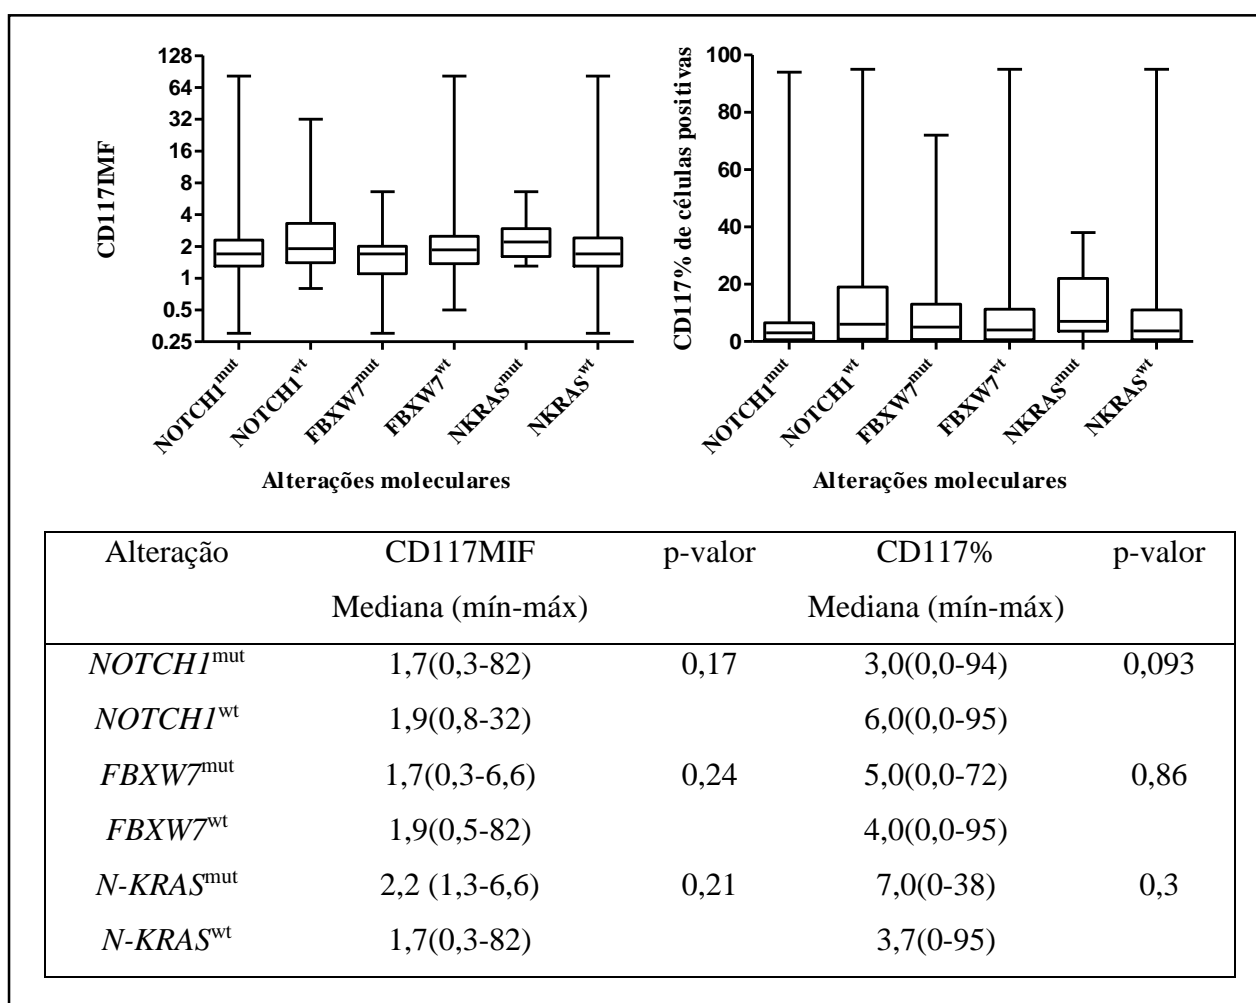 128
64
32
16
8
4
2
1
0.5
0.25
CD117IMF
NOTCH1mut
NOTCH1wt
FBXW7mut
FBXW7wt
NKRASmut
NKRASwt
Alterações moleculares
100
80
60
40
20
0
CD117% de células positivas
NOTCH1mut
NOTCH1wt
FBXW7mut
FBXW7wt
NKRASmut
NKRASwt
Alterações moleculares
Alteração CD117MIF p-valor CD117% p-valor
Mediana (mín-máx) Mediana (mín-máx)
NOTCH1mut 1,7(0,3-82) 0,17 3,0(0,0-94) 0,093
NOTCH1wt 1,9(0,8-32) 6,0(0,0-95)
FBXW7mut 1,7(0,3-6,6) 0,24 5,0(0,0-72) 0,86
FBXW7wt 1,9(0,5-82) 4,0(0,0-95)
N-KRASmut 2,2 (1,3-6,6) 0,21 7,0(0-38) 0,3
N-KRASwt 1,7(0,3-82) 3,7(0-95)